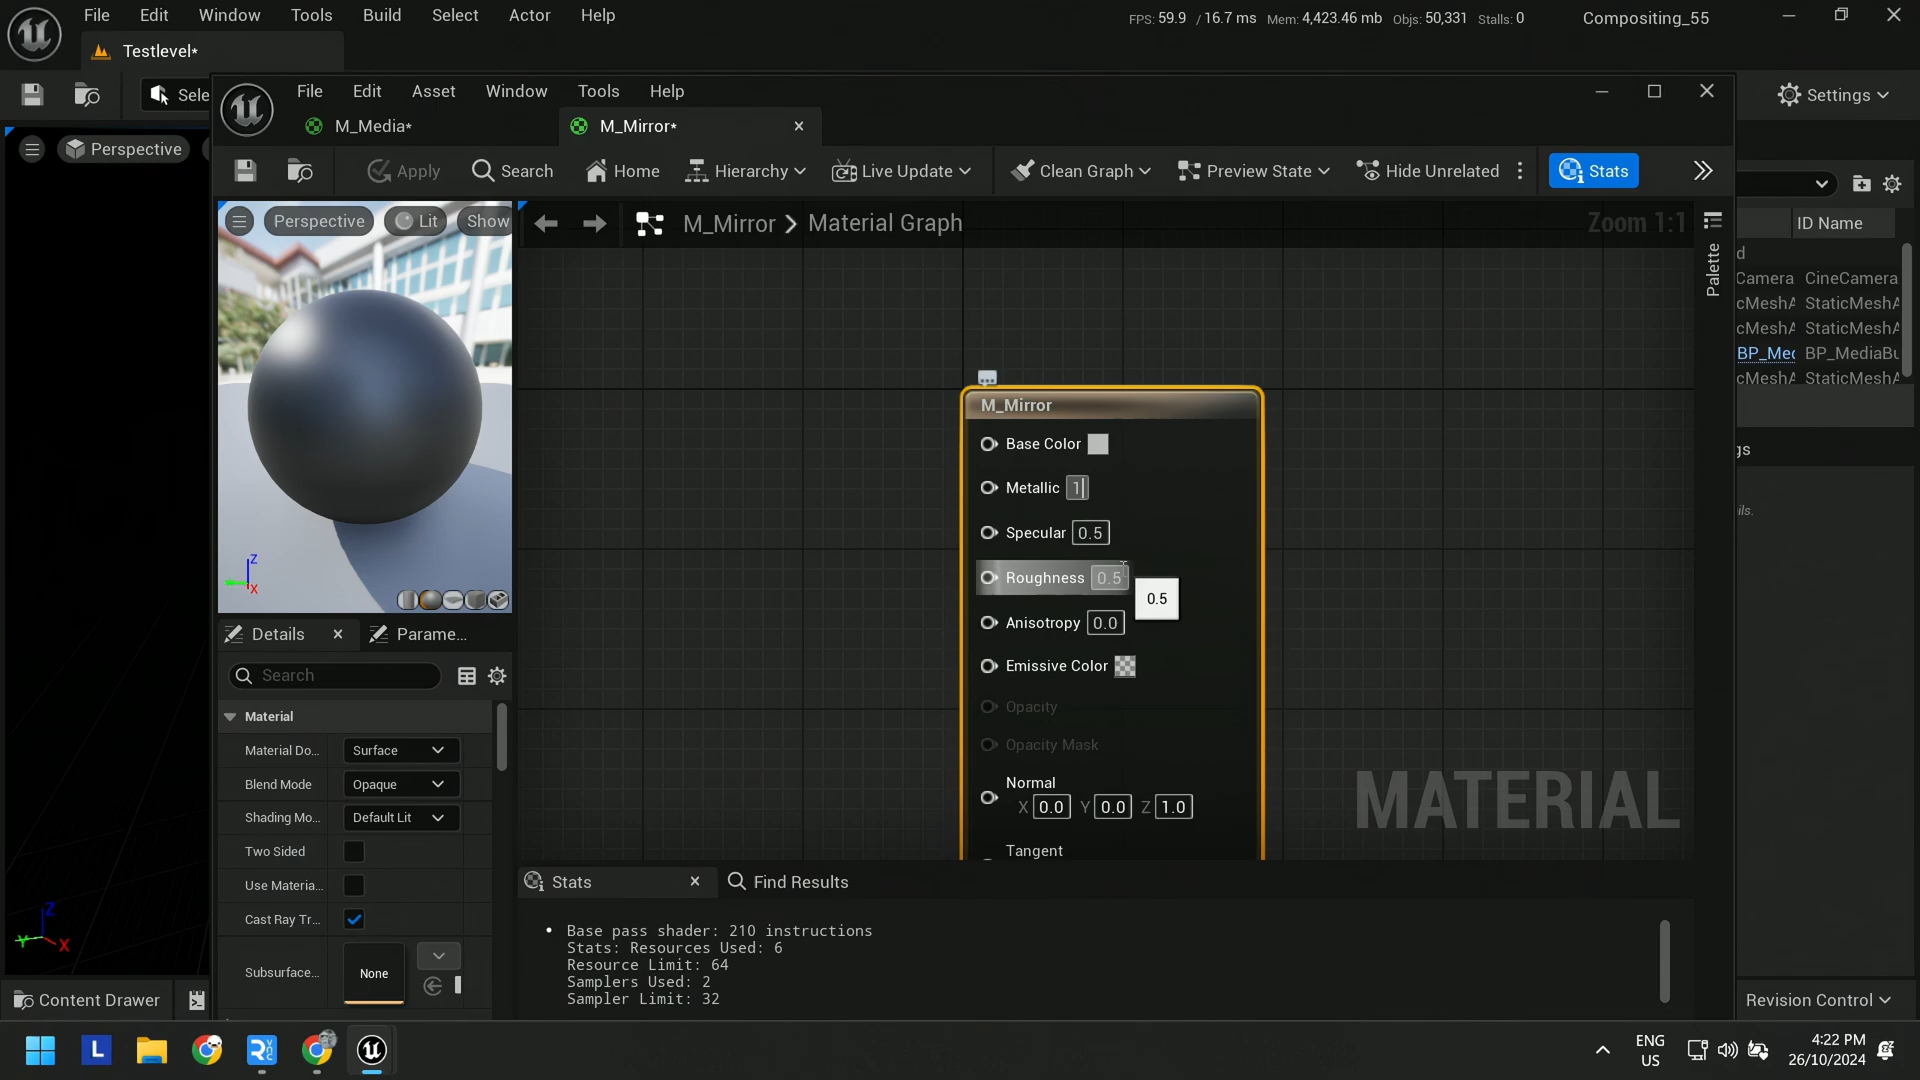 File Edit Window Tools Build Select Actor Help
FPS: 59.9 / 16.7 ms Mem: 4,423.46 mb Objs: 50,331 Stalls: 0
Compositing_55
Testlevel*
Sele
Settings
File Edit Asset Window Tools Help
M_Media*
M_Mirror*
Apply
Search
Home
Hierarchy
Live Update
Clean Graph
Preview State
Hide Unrelated
Stats
Perspective
Perspective
Lit
Show
M_Mirror
Material Graph
Zoom 1:1
Palette
ID Name
d
Camera CineCamera
cMeshA StaticMeshA
cMeshA StaticMeshA
BP_Med BP_MediaBu
cMeshA StaticMeshA
gs
ils.
M_Mirror
Base Color
Metallic 1
Specular 0.5
Roughness 0.5
0.5
Anisotropy 0.0
Emissive Color
Opacity
Opacity Mask
Normal
X 0.0 Y 0.0 Z 1.0
Tangent
MATERIAL
Z
X
Details
Parame...
Search
Material
Material Do...
Surface
Blend Mode
Opaque
Shading Mo...
Default Lit
Two Sided
Use Materia...
Cast Ray Tr...
Subsurface...
None
Z
Y
X
Stats
Find Results
• Base pass shader: 210 instructions
Stats: Resources Used: 6
Resource Limit: 64
Samplers Used: 2
Sampler Limit: 32
Content Drawer
Revision Control
L
ENG
US
4:22 PM
26/10/2024